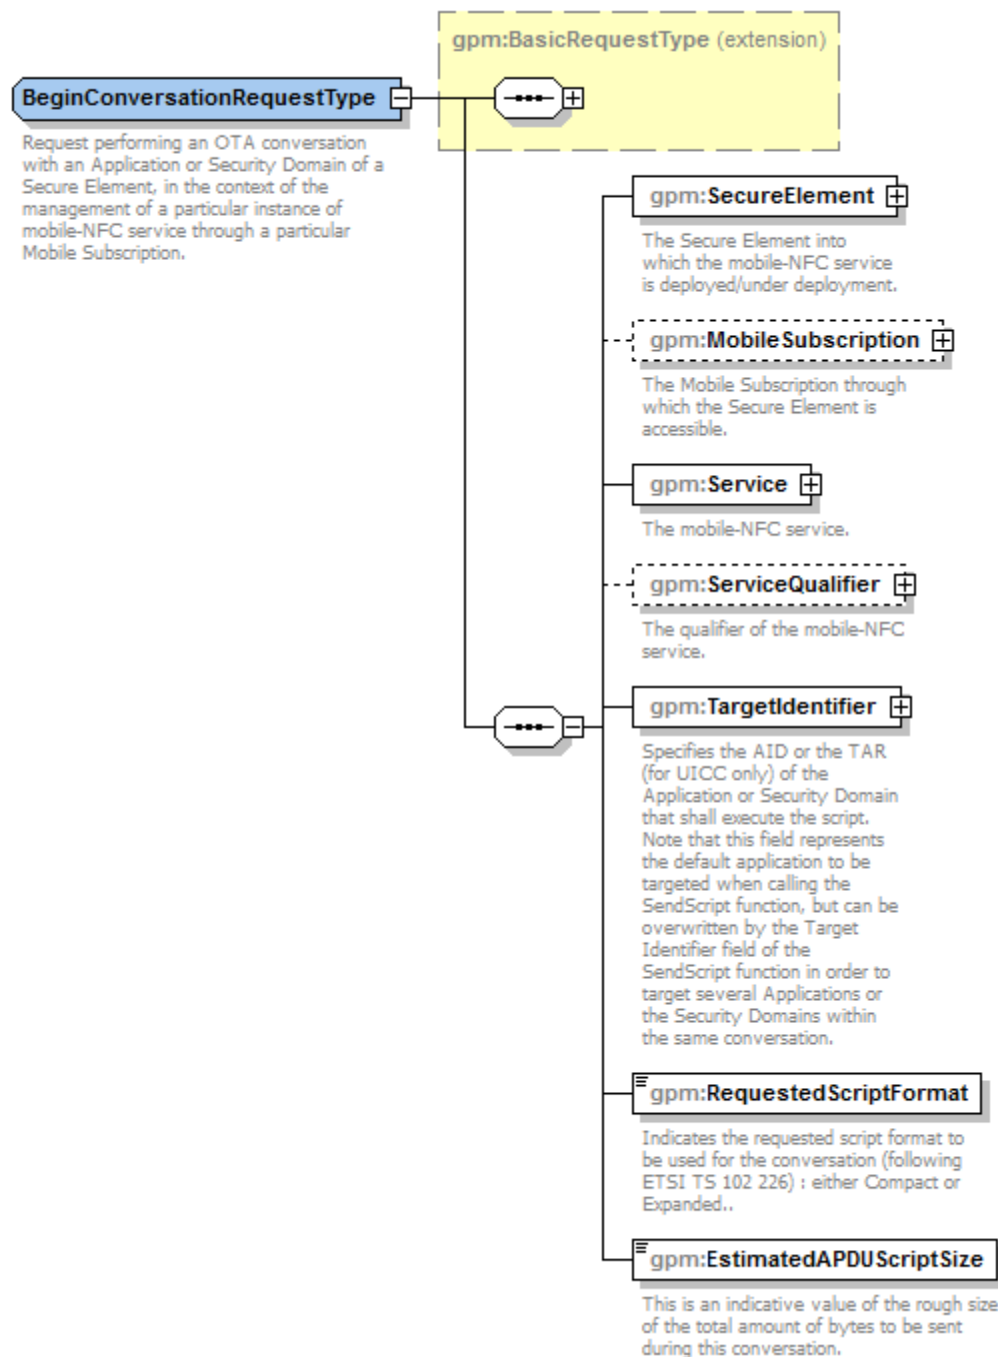 gpm:BasicRequestType (extension)
BeginConversationRequestType
Request performing an OTA conversation
with an Application or Security Domain of a
Secure Element, in the context of the
management of a particular instance of
mobile-NFC service through a particular
Mobile Subscription.
gpm:SecureElement
The Secure Element into
which the mobile-NFC service
is deployed/under deployment.
gpm:MobileSubscription
The Mobile Subscription through
which the Secure Element is
accessible.
gpm:Service
The mobile-NFC service.
gpm:ServiceQualifier
The qualifier of the mobile-NFC
service.
gpm:TargetIdentifier
Specifies the AID or the TAR
(for UICC only) of the
Application or Security Domain
that shall execute the script.
Note that this field represents
the default application to be
targeted when calling the
SendScript function, but can be
overwritten by the Target
Identifier field of the
SendScript function in order to
target several Applications or
the Security Domains within
the same conversation.
gpm:RequestedScriptFormat
Indicates the requested script format to
be used for the conversation (following
ETSI TS 102 226) : either Compact or
Expanded..
gpm:EstimatedAPDUScriptSize
This is an indicative value of the rough size
of the total amount of bytes to be sent
during this conversation.